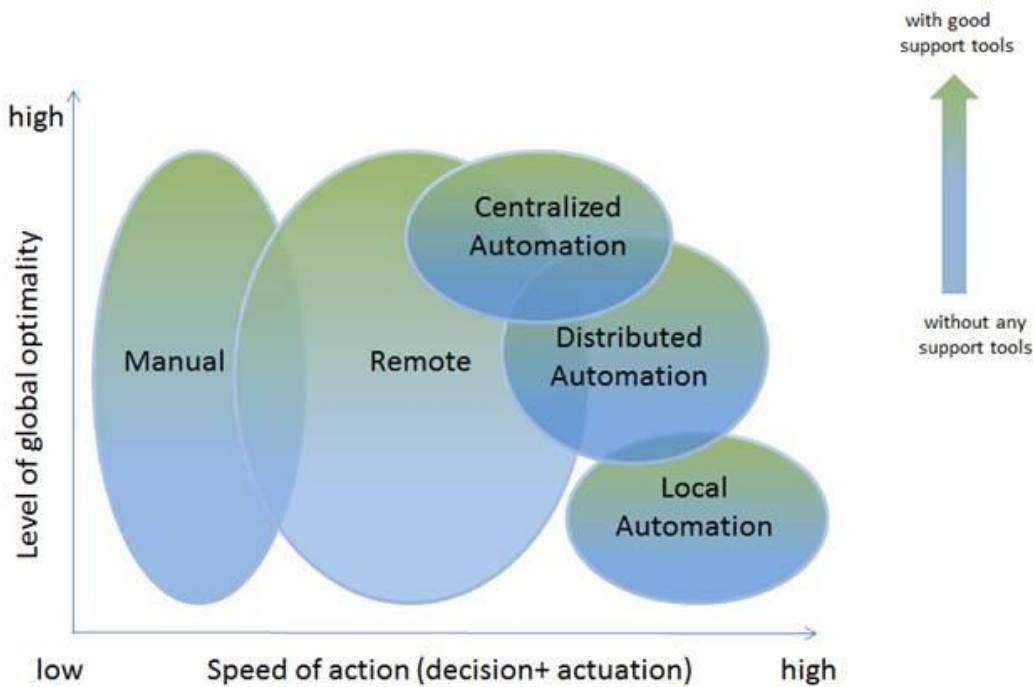 with good
support tools
high
Level of global optimality
Centralized
Automation
Manual
Remote
Distributed
Automation
without any
support tools
Local
Automation
low
Speed of action (decision+ actuation)
high